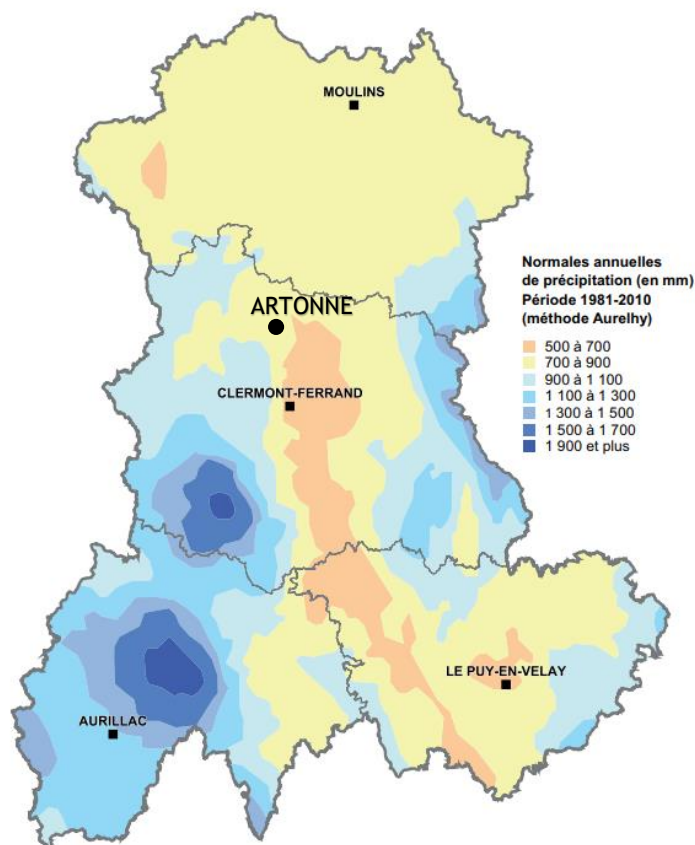 MOULINS
ARTONNE
CLERMONT-FERRAND
LE PUY-EN-VELAY
AURILLAC
Normales annuelles
de précipitation (en mm)
Période 1981-2010
(méthode Aurelhy)
500 à 700
700 à 900
900 à 1 100
1 100 à 1 300
1 300 à 1 500
1 500 à 1 700
1 900 et plus